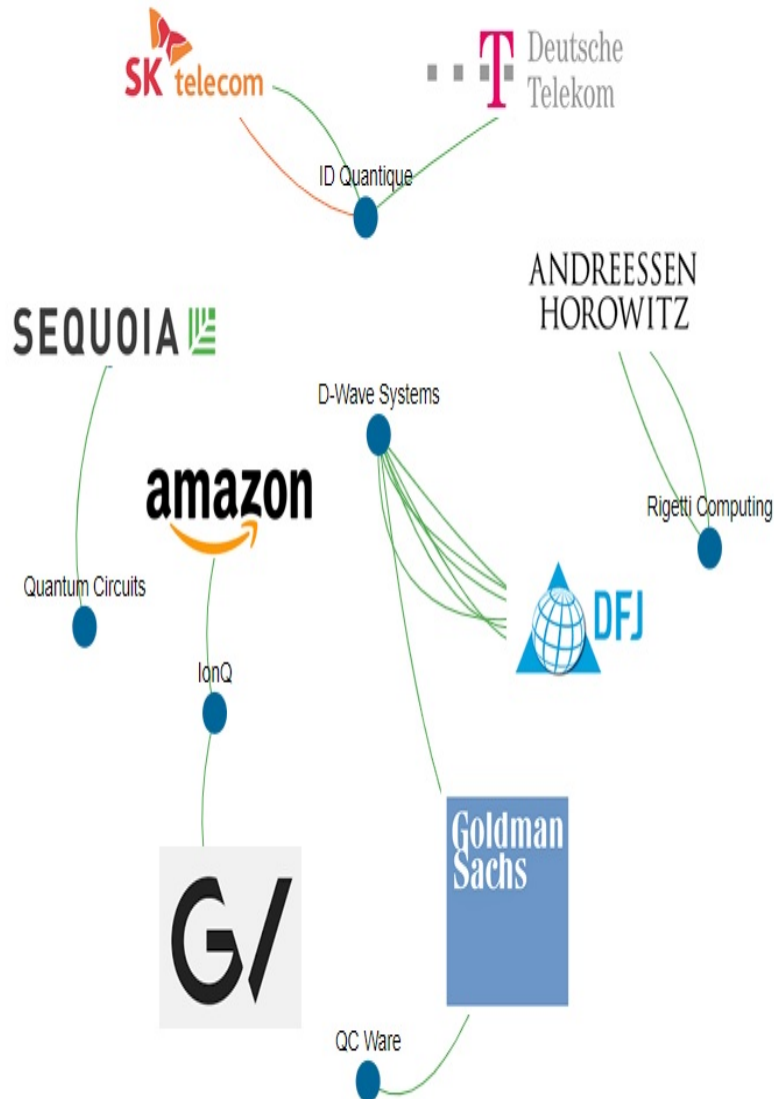 SK telecom
T Deutsche
Telekom
ID Quantique
ANDREESSEN
HOROWITZ
SEQUOIA
D-Wave Systems
amazon
Rigetti Computing
Quantum Circuits
DFJ
IonQ
Goldman
Sachs
GV
QC Ware